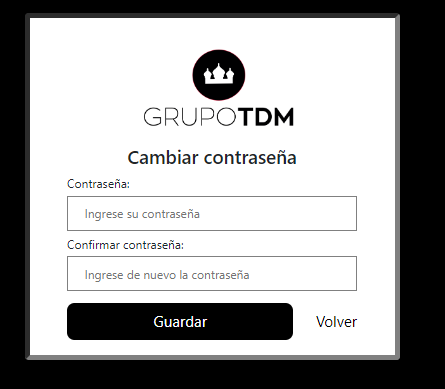 GRUPOTDM
Cambiar contraseña
Contraseña:
Ingrese su contraseña
Confirmar contraseña:
Ingrese de nuevo la contraseña
Guardar Volver